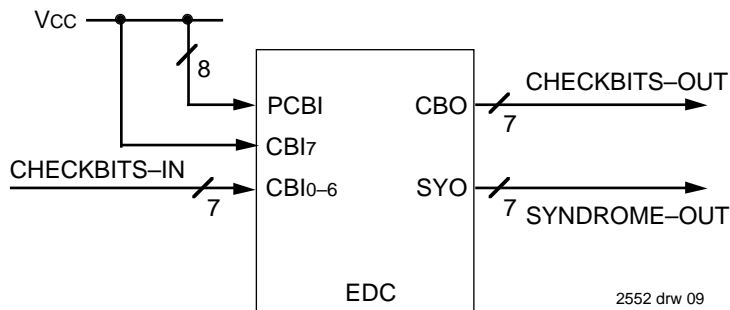 Vcc
8
PCBI
CBO
CHECKBITS–OUT
7
CBI7
CHECKBITS–IN
7
CBI0–6
SYO
7
SYNDROME–OUT
EDC
2552 drw 09